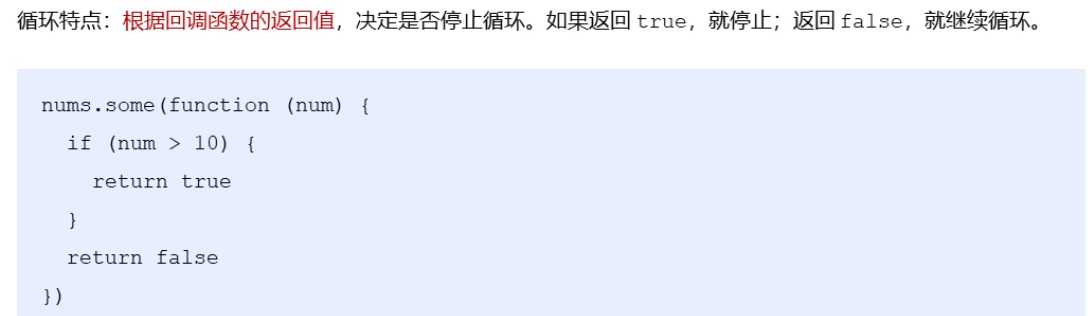 循环特点：根据回调函数的返回值，决定是否停止循环。如果返回 true，就停止；返回 false，就继续循环。
nums.some(function (num) {
  if (num > 10) {
    return true
  }
  return false
})